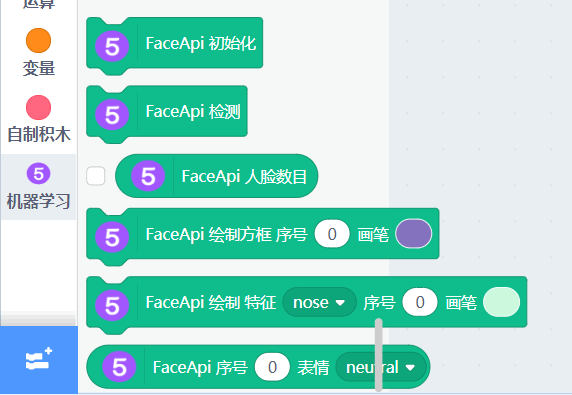 运算
变量
自制积木
5
机器学习
5 FaceApi 初始化
5 FaceApi 检测
5 FaceApi 人脸数目
5 FaceApi 绘制方框 序号 0 画笔
5 FaceApi 绘制 特征 nose 序号 0 画笔
5 FaceApi 序号 0 表情 neutral